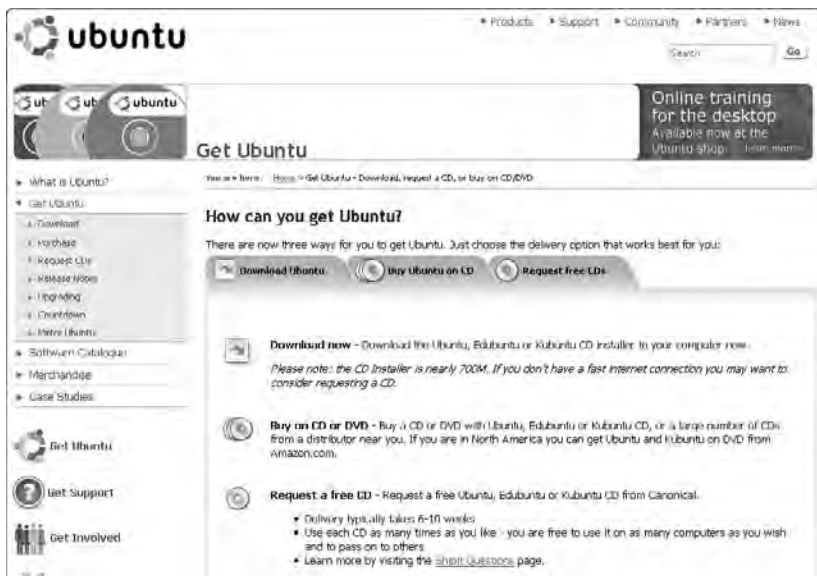 ubuntu
Products Support Community Partners News
Search Go
ubuntu
Online training
for the desktop
Available now at the
Ubuntu shop learn more
Get Ubuntu
You are here: Home > Get Ubuntu - Download, request a CD, or buy on CD/DVD
What is Ubuntu?
Get Ubuntu
Download
Purchase
Request CDs
Release Notes
Upgrading
Countdown
Mirror Ubuntu
Software Catalogue
Merchandise
Case Studies
Get Ubuntu
Get Support
Get Involved
How can you get Ubuntu?
There are now three ways for you to get Ubuntu. Just choose the delivery option that works best for you:
Download Ubuntu Buy Ubuntu on CD Request free CDs
Download now - Download the Ubuntu, Edubuntu or Kubuntu CD installer to your computer now.
Please note: the CD Installer is nearly 700M. If you don't have a fast internet connection you may want to
consider requesting a CD.
Buy on CD or DVD - Buy a CD or DVD with Ubuntu, Edubuntu or Kubuntu CD, or a large number of CDs
from a distributor near you. If you are in North America you can get Ubuntu and Kubuntu on DVD from
Amazon.com.
Request a free CD - Request a free Ubuntu, Edubuntu or Kubuntu CD from Canonical.
Delivery typically takes 6-10 weeks
Use each CD as many times as you like - you are free to use it on as many computers as you wish
and to pass on to others
Learn more by visiting the ShipIt Questions page.